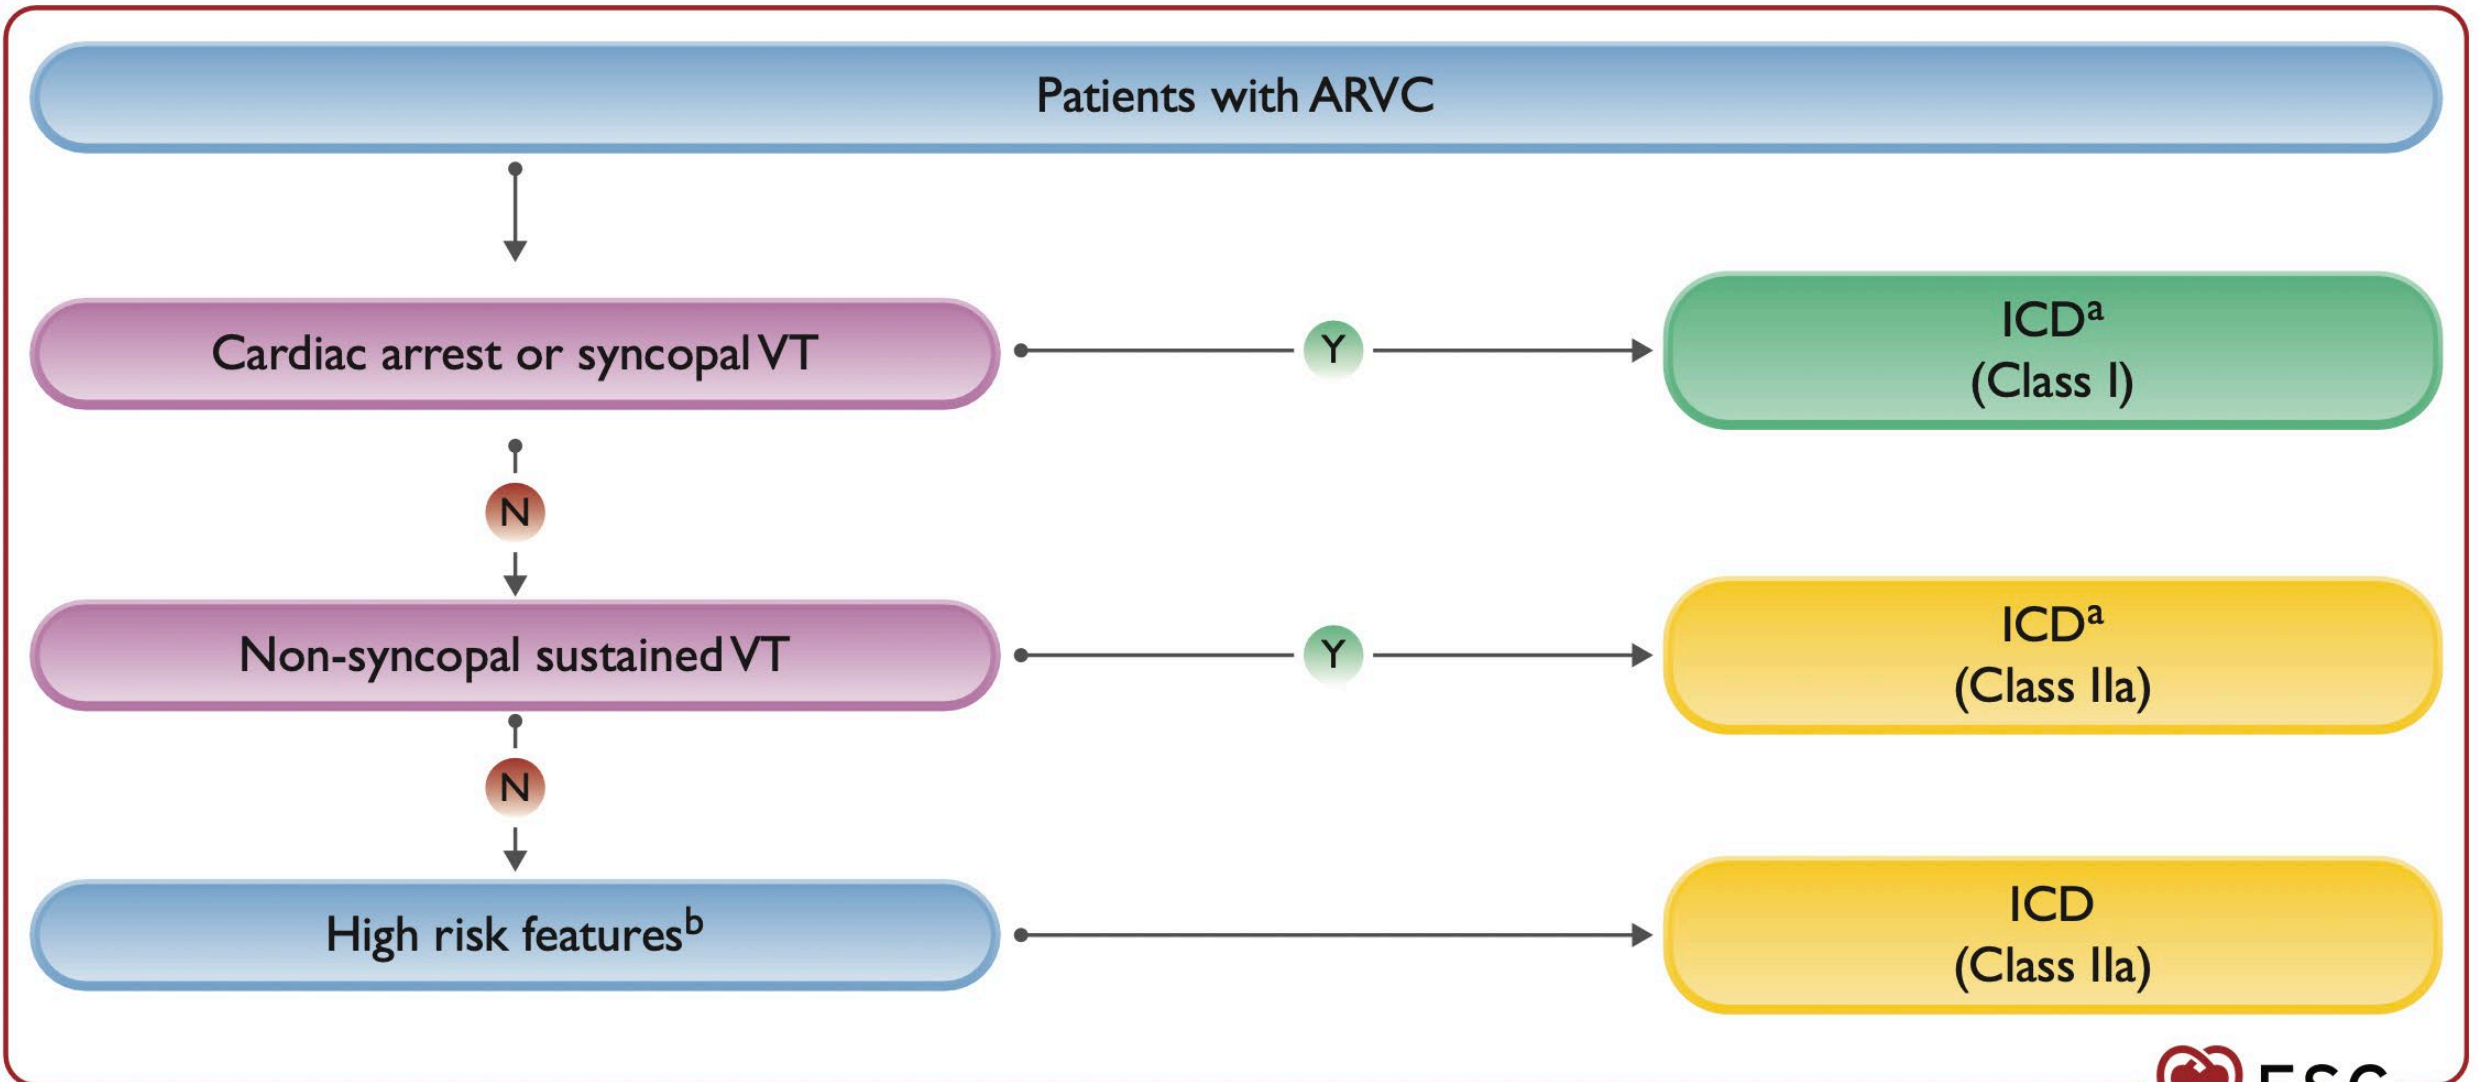 Patients with ARVC
Cardiac arrest or syncopal VT
Y
ICDᵃ
(Class I)
N
Non-syncopal sustained VT
Y
ICDᵃ
(Class IIa)
N
High risk featuresᵇ
ICD
(Class IIa)
ESC